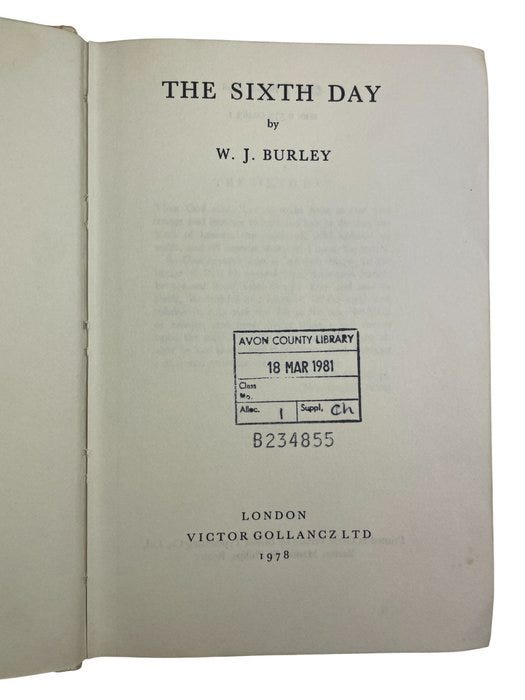 THE SIXTH DAY
by
W. J. BURLEY
AVON COUNTY LIBRARY
18 MAR 1981
Class
No.
Alloc. 1 Suppl. Ch
B234855
LONDON
VICTOR GOLLANCZ LTD
1978